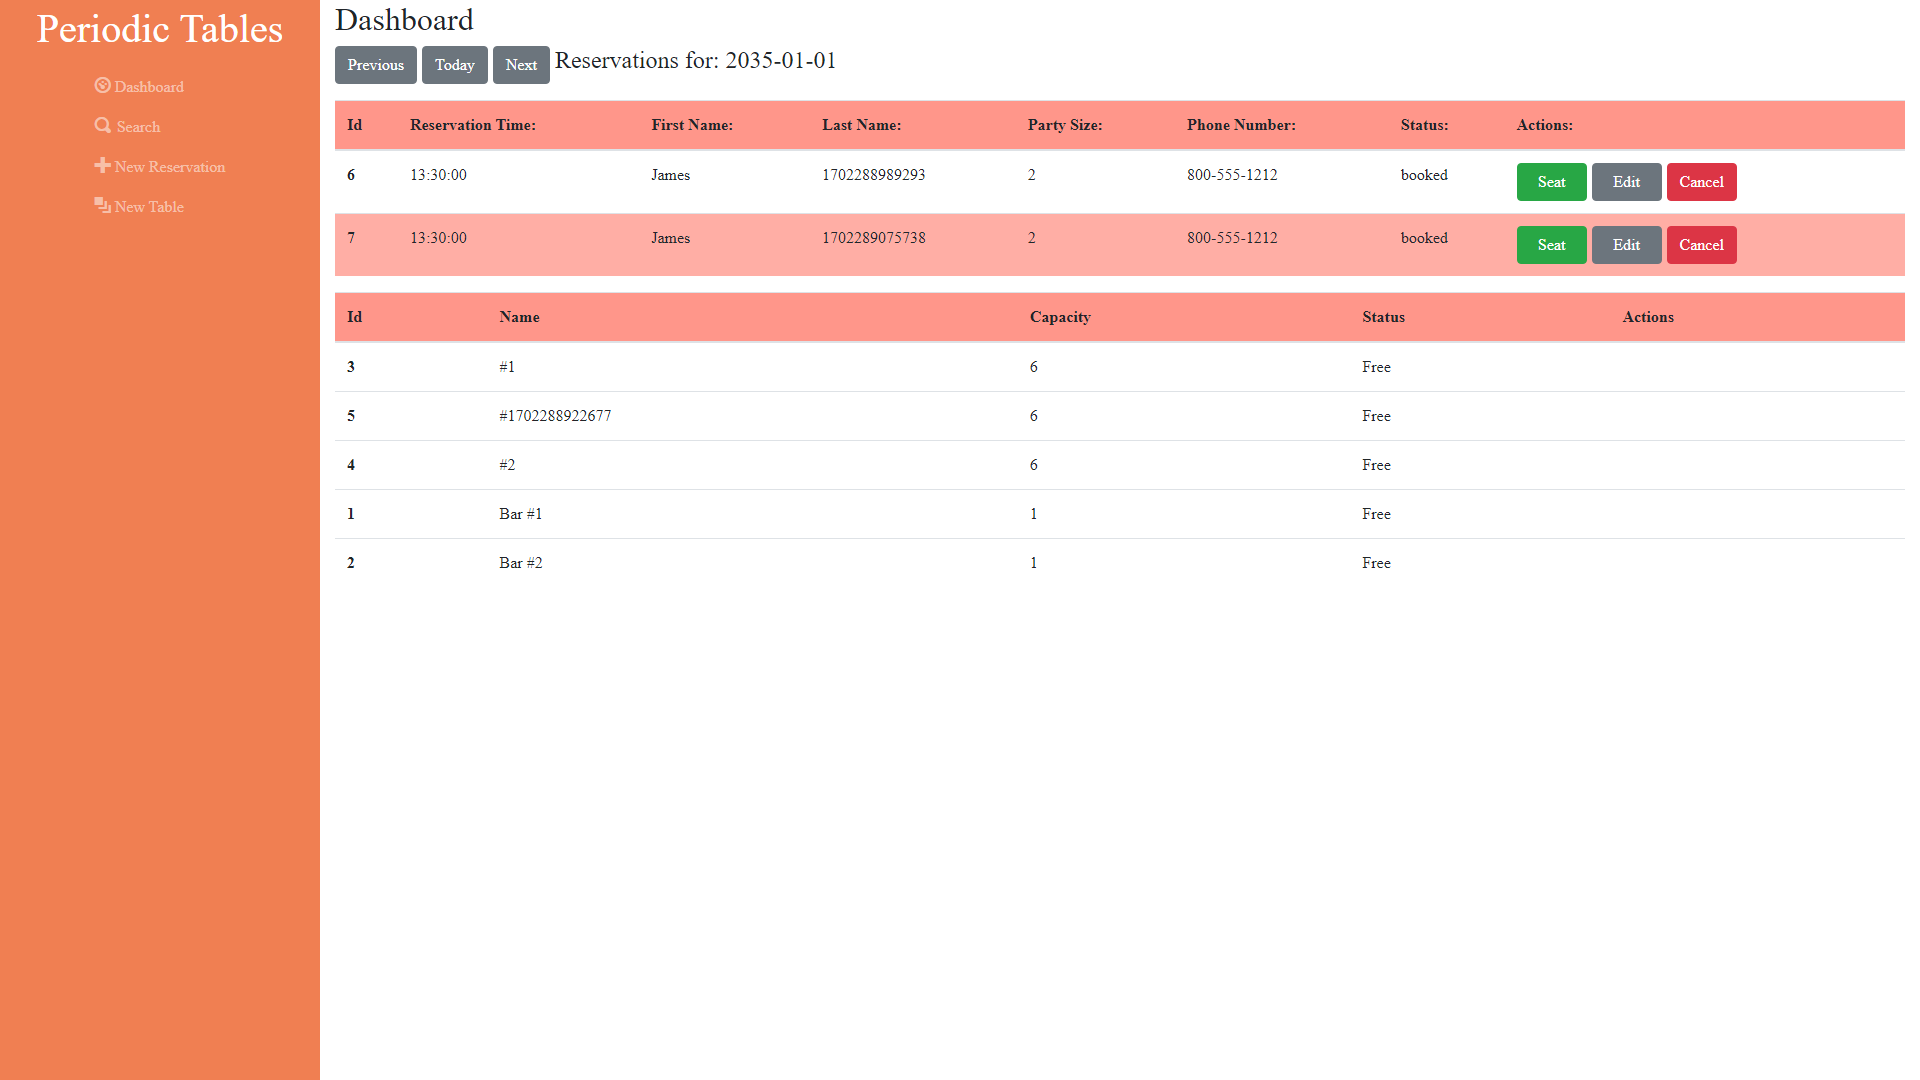 Periodic Tables
Dashboard
Search
New Reservation
New Table
Dashboard
Previous Today Next Reservations for: 2035-01-01
Id Reservation Time: First Name: Last Name: Party Size: Phone Number: Status: Actions:
6 13:30:00 James 1702288989293 2 800-555-1212 booked Seat Edit Cancel
7 13:30:00 James 1702289075738 2 800-555-1212 booked Seat Edit Cancel
Id Name Capacity Status Actions
3 #1 6 Free
5 #1702288922677 6 Free
4 #2 6 Free
1 Bar #1 1 Free
2 Bar #2 1 Free